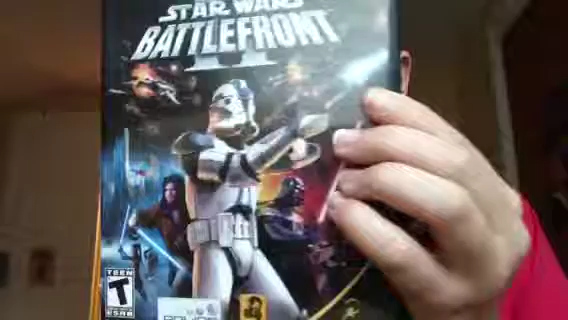 STAR WARS
BATTLEFRONT
II
TEEN
T
ESRB